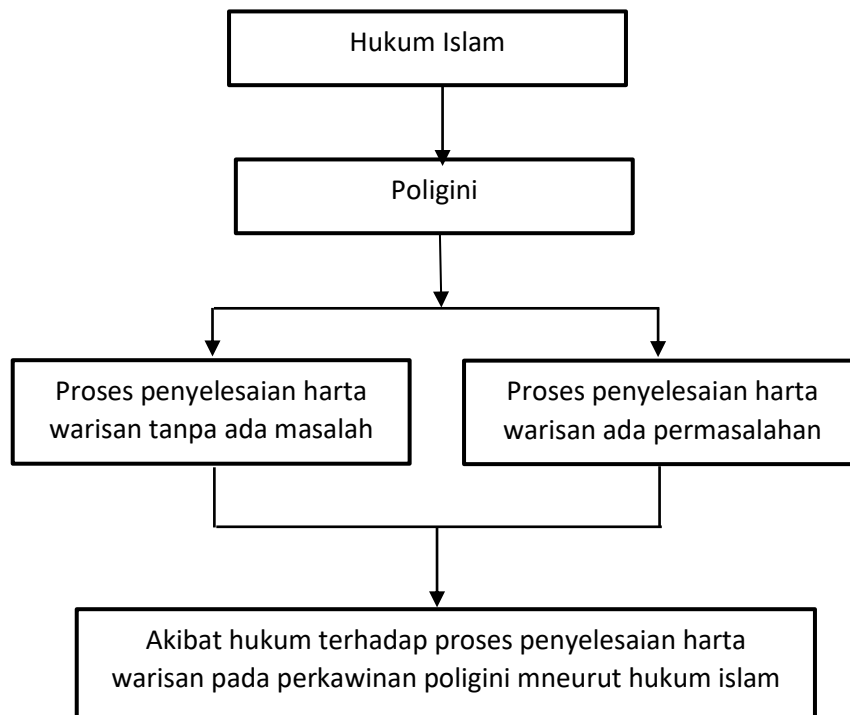 Hukum Islam
Poligini
Proses penyelesaian harta
warisan tanpa ada masalah
Proses penyelesaian harta
warisan ada permasalahan
Akibat hukum terhadap proses penyelesaian harta
warisan pada perkawinan poligini mneurut hukum islam